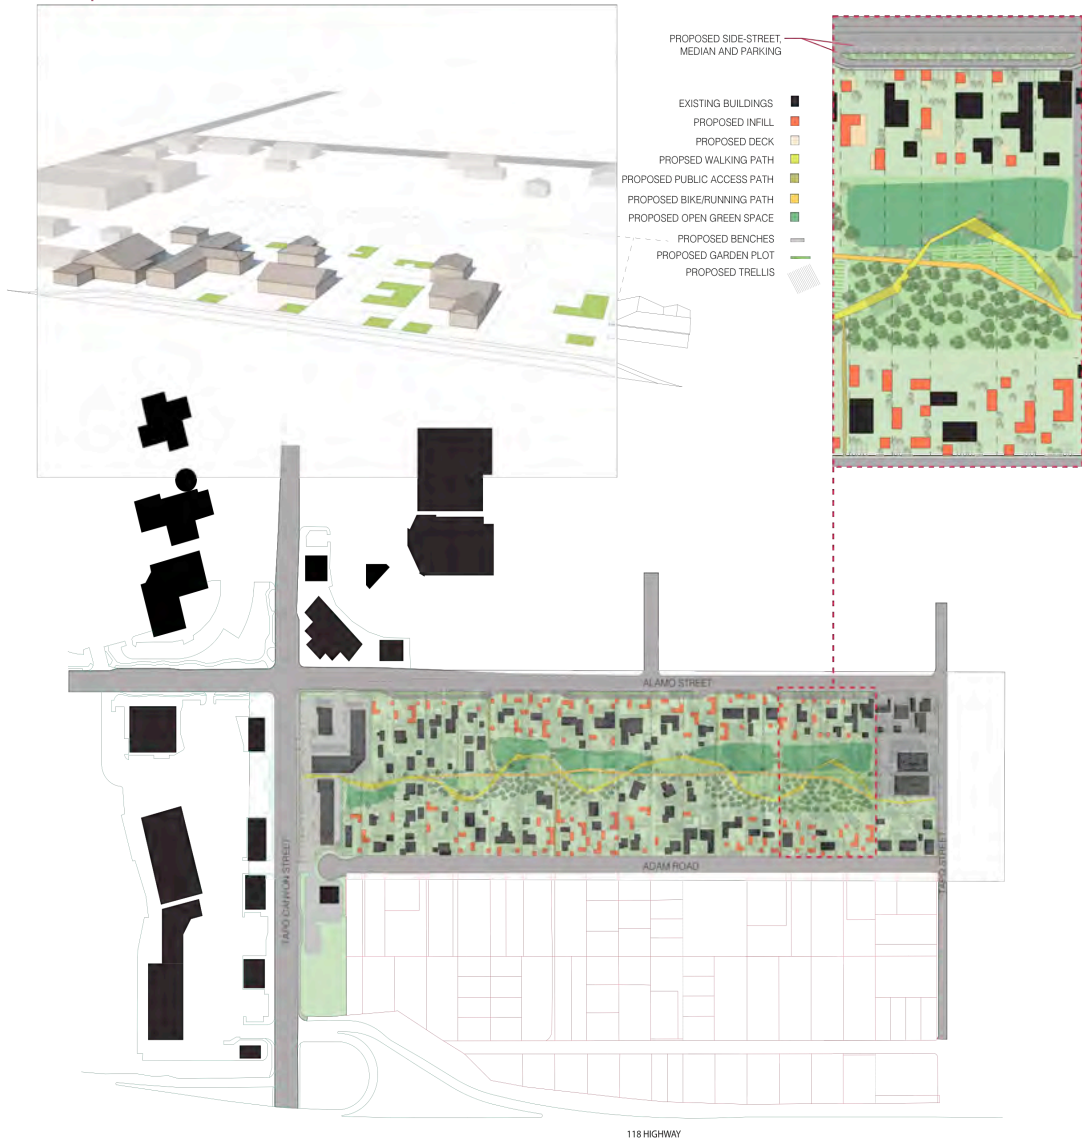 PROPOSED SIDE-STREET,
MEDIAN AND PARKING
EXISTING BUILDINGS
PROPOSED INFILL
PROPOSED DECK
PROPSED WALKING PATH
PROPOSED PUBLIC ACCESS PATH
PROPOSED BIKE/RUNNING PATH
PROPOSED OPEN GREEN SPACE
PROPOSED BENCHES
PROPOSED GARDEN PLOT
PROPOSED TRELLIS
ALAMO STREET
TAPO CANYON STREET
ADAM ROAD
TAPO STREET
118 HIGHWAY